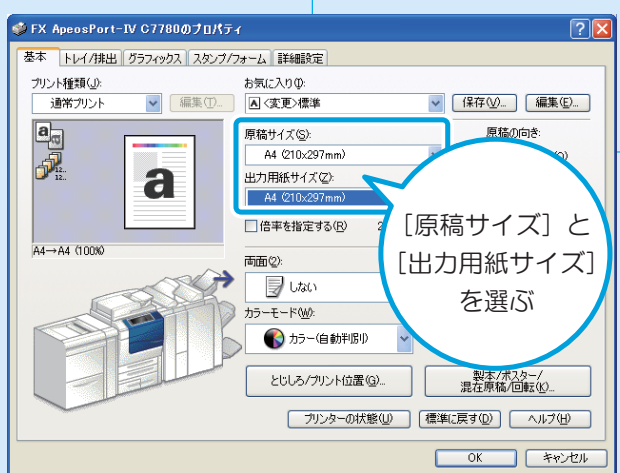 FX ApeosPort-IV C7780のプロパティ
基本 トレイ/排出 グラフィックス スタンプ/フォーム 詳細設定
プリント種類(J):
通常プリント
編集(T)...
お気に入り(I):
A <変更>標準
保存(V)... 編集(E)...
a
12..
12..
a
A4→A4 (100%)
原稿サイズ(S):
A4 (210x297mm)
出力用紙サイズ(Z):
A4 (210x297mm)
倍率を指定する(R)
原稿の向き:
[原稿サイズ]と
[出力用紙サイズ]
を選ぶ
両面(2):
しない
カラーモード(W):
カラー(自動判別)
とじしろ/プリント位置(G)...
製本/ポスター/
混在原稿/回転(K)...
プリンターの状態(U) 標準に戻す(D) ヘルプ(H)
OK キャンセル